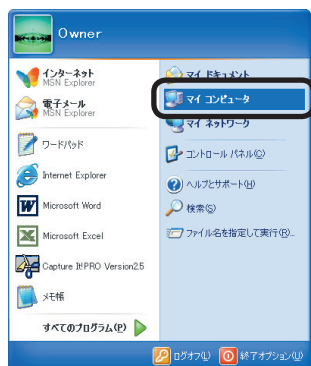 Owner
インターネット
MSN Explorer
電子メール
MSN Explorer
ワードパッド
Internet Explorer
Microsoft Word
Microsoft Excel
Capture It!PRO Version2.5
メモ帳
すべてのプログラム(P)
マイ ドキュメント
マイ コンピュータ
マイ ネットワーク
コントロール パネル(C)
ヘルプとサポート(H)
検索(S)
ファイル名を指定して実行(R)...
ログオフ(L)
終了オプション(U)